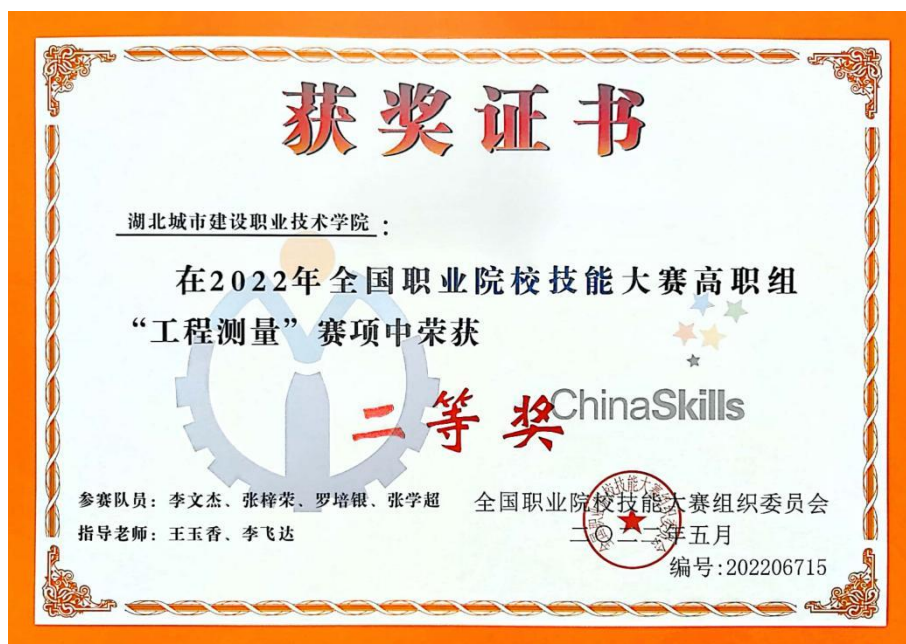 获奖证书
湖北城市建设职业技术学院：
在2022年全国职业院校技能大赛高职组
“工程测量”赛项中荣获
二等奖
ChinaSkills
参赛队员：李文杰、张梓荣、罗培银、张学超
指导老师：王玉香、李飞达
全国职业院校技能大赛组织委员会
二〇二二年五月
编号:202206715